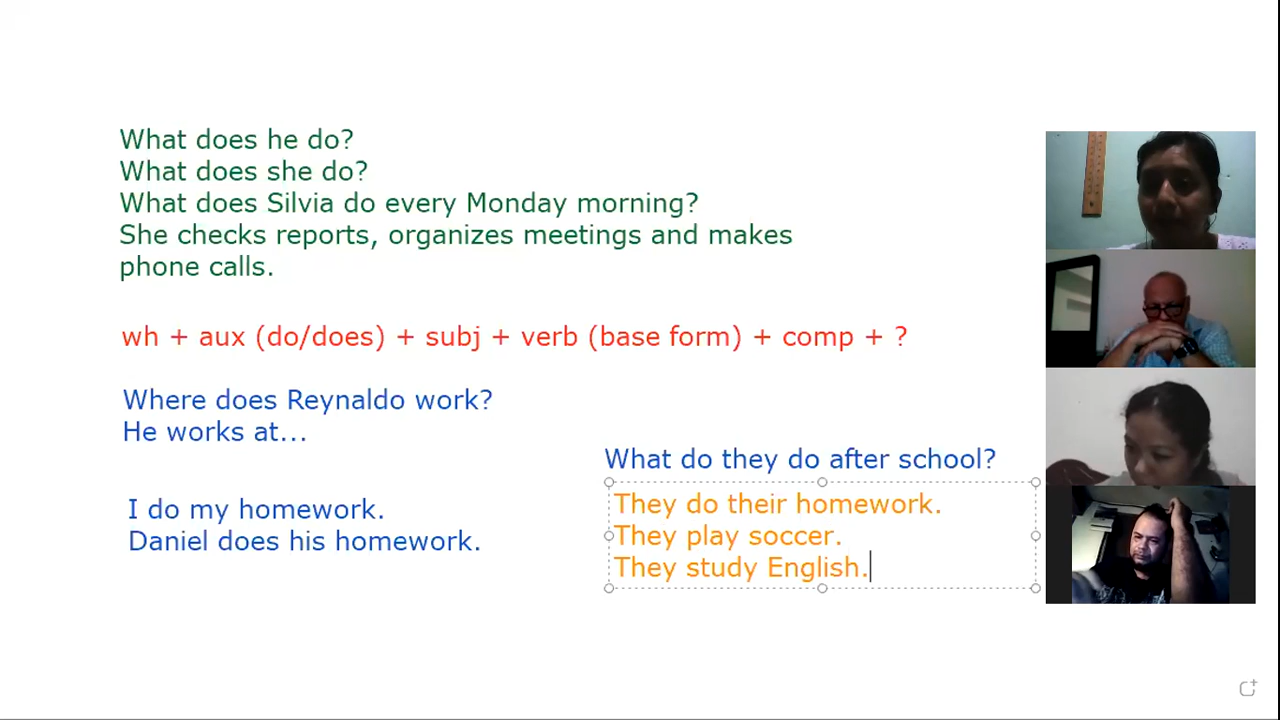 What does he do?
What does she do?
What does Silvia do every Monday morning?
She checks reports, organizes meetings and makes
phone calls.
wh + aux (do/does) + subj + verb (base form) + comp + ?
Where does Reynaldo work?
He works at...
I do my homework.
Daniel does his homework.
What do they do after school?
They do their homework.
They play soccer.
They study English.